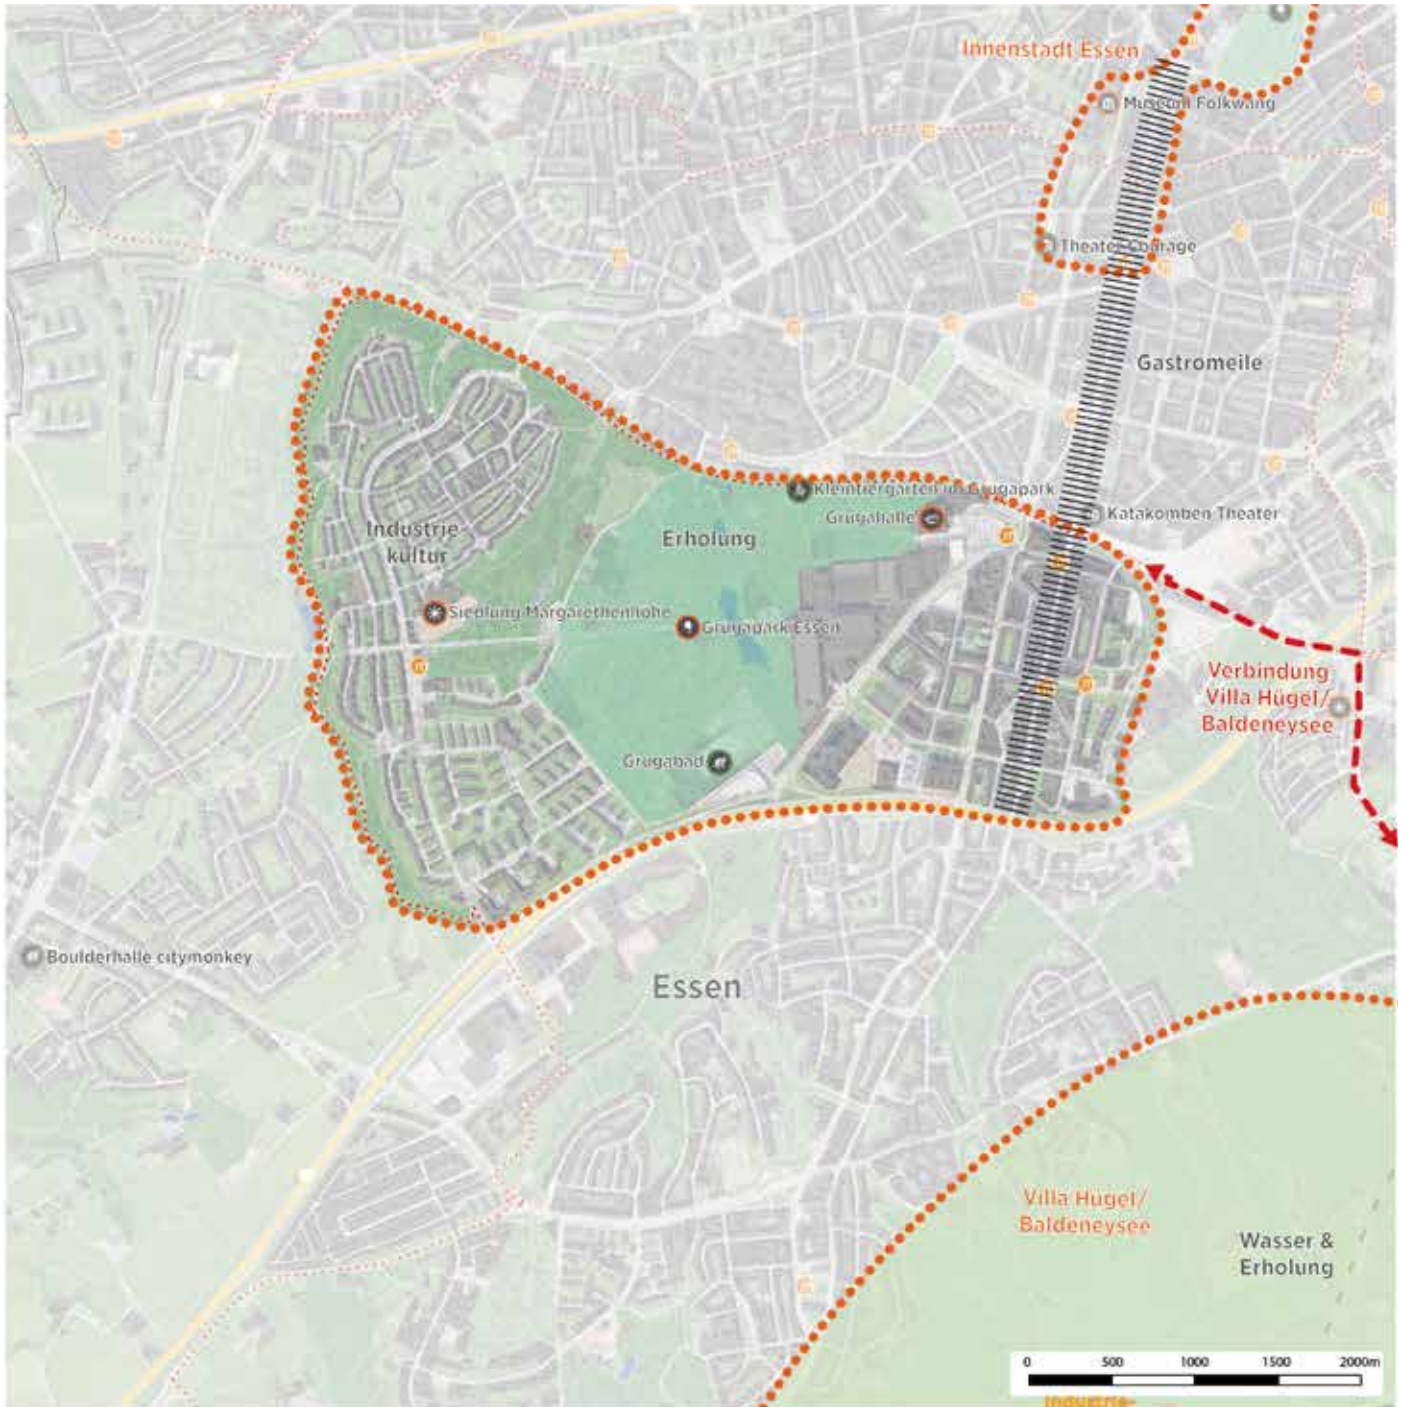 Innenstadt Essen
Museum Folkwang
Theater Courage
Gastromeile
Kleintiergarten im Grugapark
Grugahalle
Katakomben-Theater
Industrie-
kultur
Erholung
Siedlung Margarethenhöhe
Grugapark Essen
Verbindung
Villa Hügel/
Baldeneysee
Grugabad
Boulderhalle citymonkey
Essen
Villa Hügel/
Baldeneysee
Wasser &
Erholung
0 500 1000 1500 2000m
Industrie-